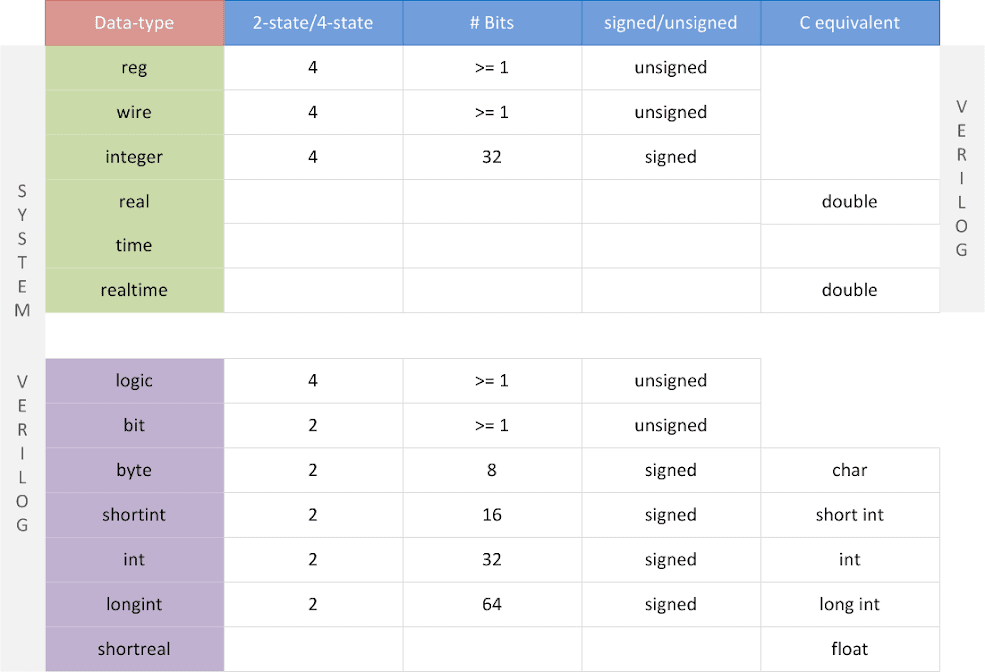 Data-type 2-state/4-state # Bits signed/unsigned C equivalent
reg 4 >= 1 unsigned
wire 4 >= 1 unsigned
integer 4 32 signed
real double
time
realtime double
logic 4 >= 1 unsigned
bit 2 >= 1 unsigned
byte 2 8 signed char
shortint 2 16 signed short int
int 2 32 signed int
longint 2 64 signed long int
shortreal float
SYSTEM VERILOG
VERILOG